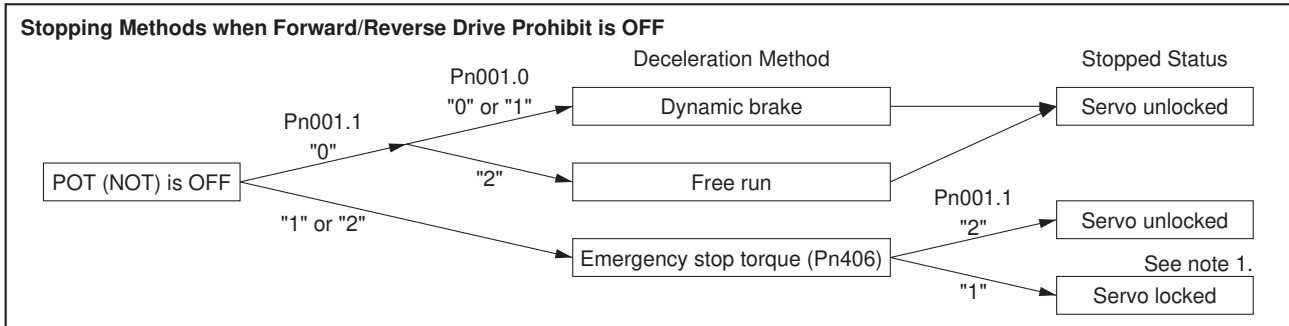 Stopping Methods when Forward/Reverse Drive Prohibit is OFF
Deceleration Method
Stopped Status
Pn001.0
"0" or "1"
Dynamic brake
Servo unlocked
Pn001.1
"0"
POT (NOT) is OFF
"2"
Free run
"1" or "2"
Pn001.1
"2"
Servo unlocked
Emergency stop torque (Pn406)
See note 1.
"1"
Servo locked